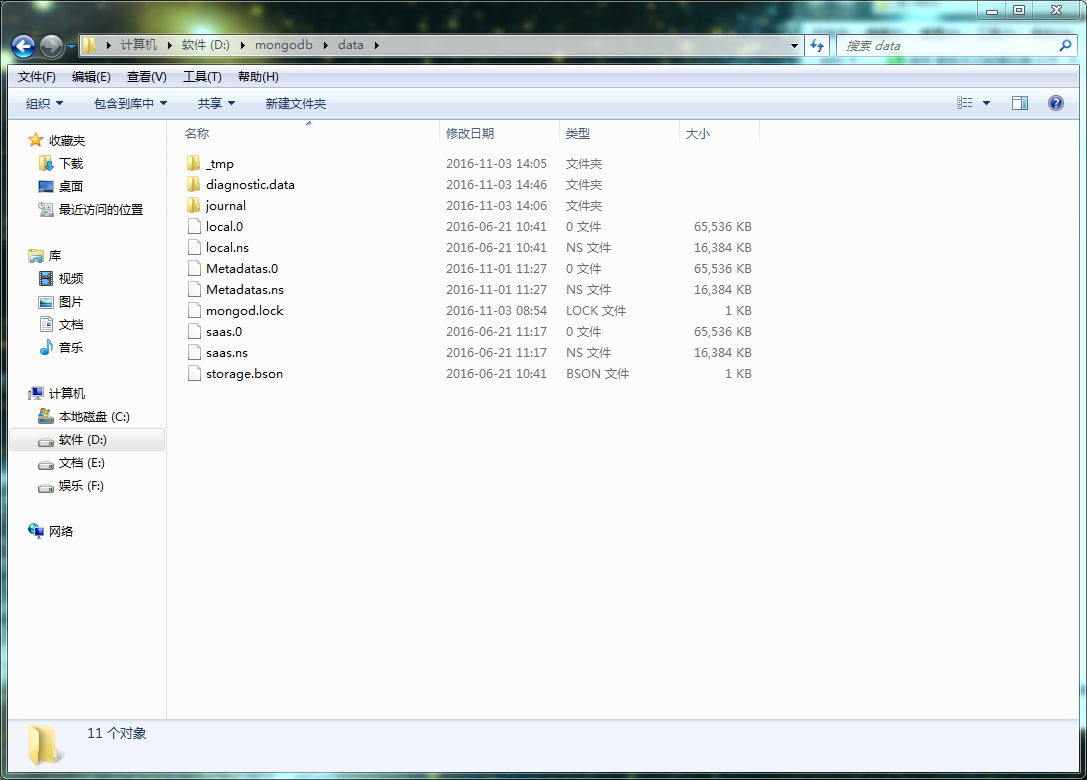 计算机 软件 (D:) mongodb data 搜索 data
文件(F) 编辑(E) 查看(V) 工具(T) 帮助(H)
组织 包含到库中 共享 新建文件夹
收藏夹
下载
桌面
最近访问的位置
库
视频
图片
文档
音乐
计算机
本地磁盘 (C:)
软件 (D:)
文档 (E:)
娱乐 (F:)
网络
名称 修改日期 类型 大小
_tmp 2016-11-03 14:05 文件夹
diagnostic.data 2016-11-03 14:46 文件夹
journal 2016-11-03 14:06 文件夹
local.0 2016-06-21 10:41 0 文件 65,536 KB
local.ns 2016-06-21 10:41 NS 文件 16,384 KB
Metadatas.0 2016-11-01 11:27 0 文件 65,536 KB
Metadatas.ns 2016-11-01 11:27 NS 文件 16,384 KB
mongod.lock 2016-11-03 08:54 LOCK 文件 1 KB
saas.0 2016-06-21 11:17 0 文件 65,536 KB
saas.ns 2016-06-21 11:17 NS 文件 16,384 KB
storage.bson 2016-06-21 10:41 BSON 文件 1 KB
11 个对象